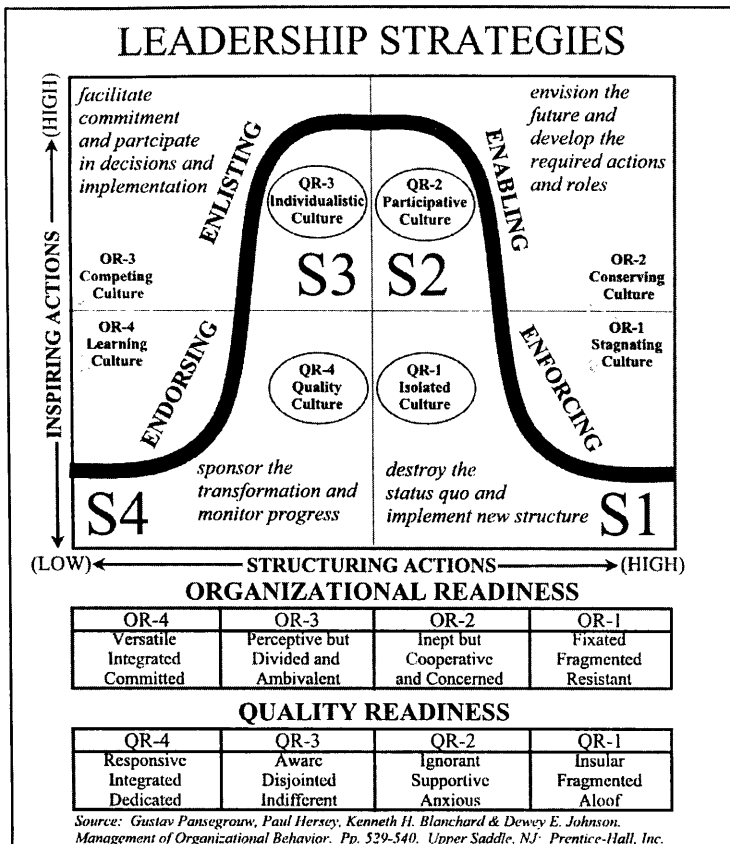 LEADERSHIP STRATEGIES
(HIGH)
INSPIRING ACTIONS
facilitate
commitment
and partcipate
in decisions and
implementation
ENLISTING
envision the
future and
develop the
required actions
and roles
ENABLING
QR-3
Individualistic
Culture
QR-2
Participative
Culture
S3
S2
OR-3
Competing
Culture
OR-2
Conserving
Culture
OR-4
Learning
Culture
OR-1
Stagnating
Culture
ENDORSING
ENFORCING
QR-4
Quality
Culture
QR-1
Isolated
Culture
sponsor the
transformation and
monitor progress
destroy the
status quo and
implement new structure
S4
S1
(LOW) STRUCTURING ACTIONS (HIGH)
ORGANIZATIONAL READINESS
OR-4 OR-3 OR-2 OR-1
Versatile Perceptive but Inept but Fixated
Integrated Divided and Cooperative Fragmented
Committed Ambivalent and Concerned Resistant
QUALITY READINESS
QR-4 QR-3 QR-2 QR-1
Responsive Aware Ignorant Insular
Integrated Disjointed Supportive Fragmented
Dedicated Indifferent Anxious Aloof
Source: Gustav Pansegrouw, Paul Hersey, Kenneth H. Blanchard & Dewey E. Johnson.
Management of Organizational Behavior. Pp. 529-540. Upper Saddle, NJ: Prentice-Hall, Inc.